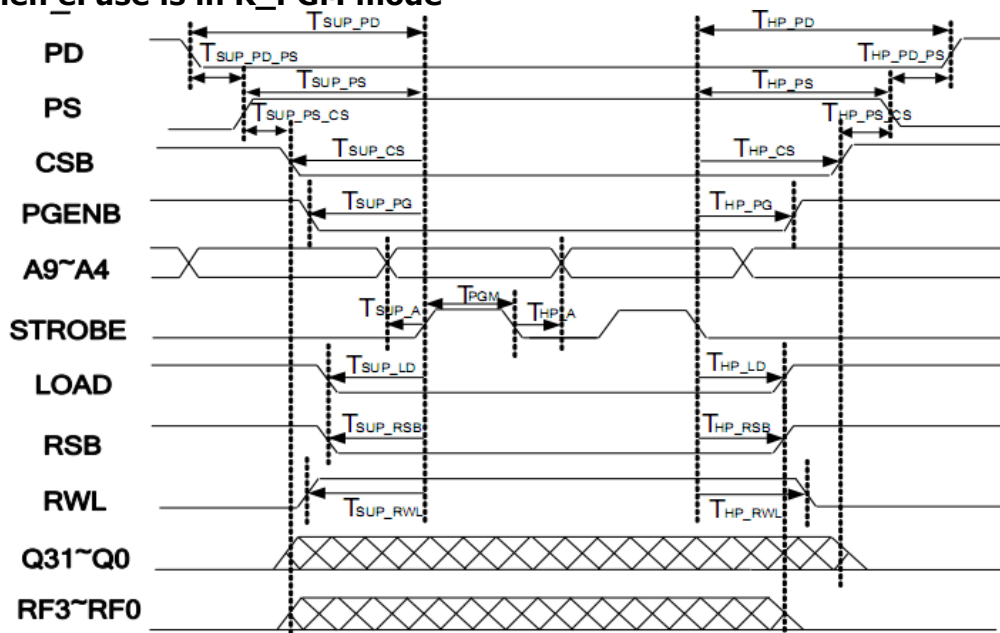 PD TSUP_PD THP_PD
TSUP_PD_PS THP_PD_PS
PS TSUP_PS THP_PS
TSUP_PS_CS THP_PS_CS
CSB TSUP_CS THP_CS
PGENB TSUP_PG THP_PG
A9~A4
STROBE TSUP_A TPGM THP_A
LOAD TSUP_LD THP_LD
RSB TSUP_RSB THP_RSB
RWL TSUP_RWL THP_RWL
Q31~Q0
RF3~RF0